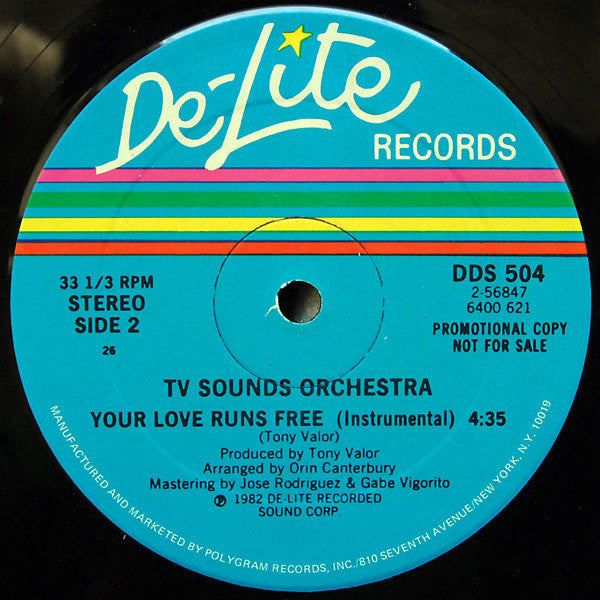 De-Lite
RECORDS
33 1/3 RPM
STEREO
SIDE 2
26
DDS 504
2-56847
6400 621
PROMOTIONAL COPY
NOT FOR SALE
TV SOUNDS ORCHESTRA
YOUR LOVE RUNS FREE (Instrumental) 4:35
(Tony Valor)
Produced by Tony Valor
Arranged by Orin Canterbury
Mastering by Jose Rodriguez & Gabe Vigorito
℗ 1982 DE-LITE RECORDED
SOUND CORP.
MANUFACTURED AND MARKETED BY POLYGRAM RECORDS, INC./810 SEVENTH AVENUE/NEW YORK, N.Y. 10019